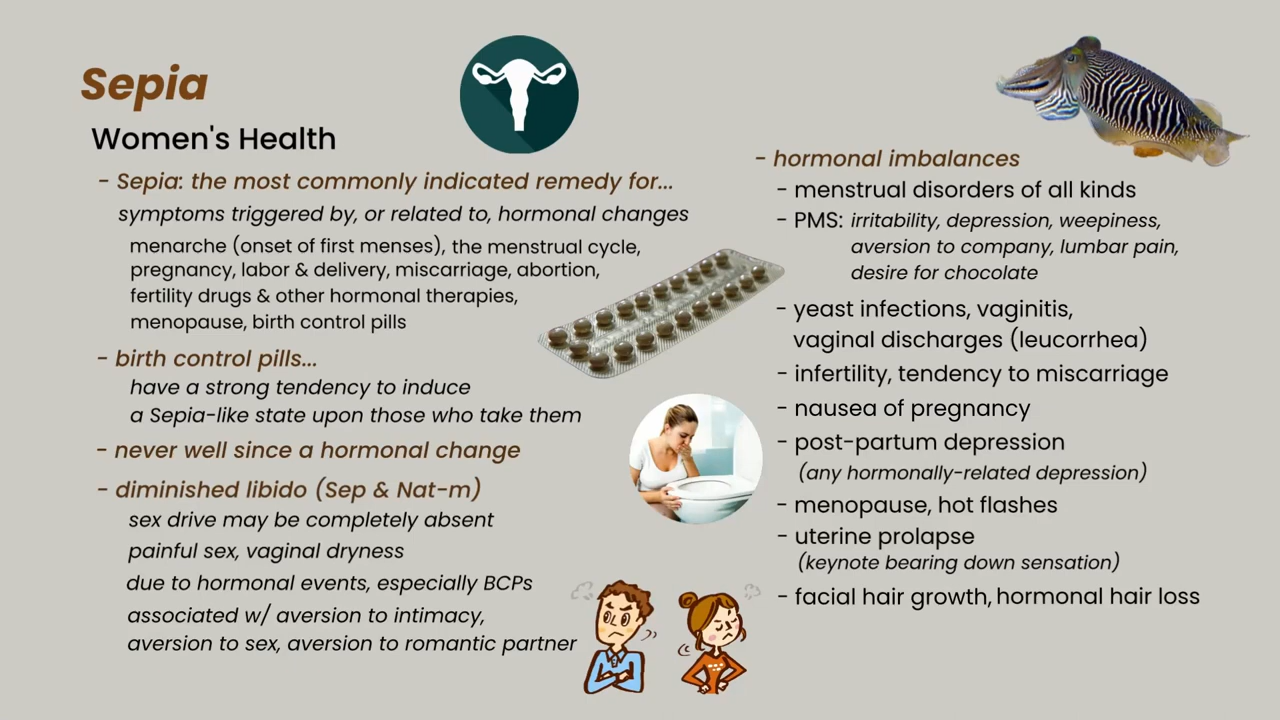 Sepia
Women's Health
- Sepia: the most commonly indicated remedy for...
symptoms triggered by, or related to, hormonal changes
menarche (onset of first menses), the menstrual cycle,
pregnancy, labor & delivery, miscarriage, abortion,
fertility drugs & other hormonal therapies,
menopause, birth control pills
- birth control pills...
have a strong tendency to induce
a Sepia-like state upon those who take them
- never well since a hormonal change
- diminished libido (Sep & Nat-m)
sex drive may be completely absent
painful sex, vaginal dryness
due to hormonal events, especially BCPs
associated w/ aversion to intimacy,
aversion to sex, aversion to romantic partner
- hormonal imbalances
- menstrual disorders of all kinds
- PMS: irritability, depression, weepiness,
aversion to company, lumbar pain,
desire for chocolate
- yeast infections, vaginitis,
vaginal discharges (leucorrhea)
- infertility, tendency to miscarriage
- nausea of pregnancy
- post-partum depression
(any hormonally-related depression)
- menopause, hot flashes
- uterine prolapse
(keynote bearing down sensation)
- facial hair growth, hormonal hair loss